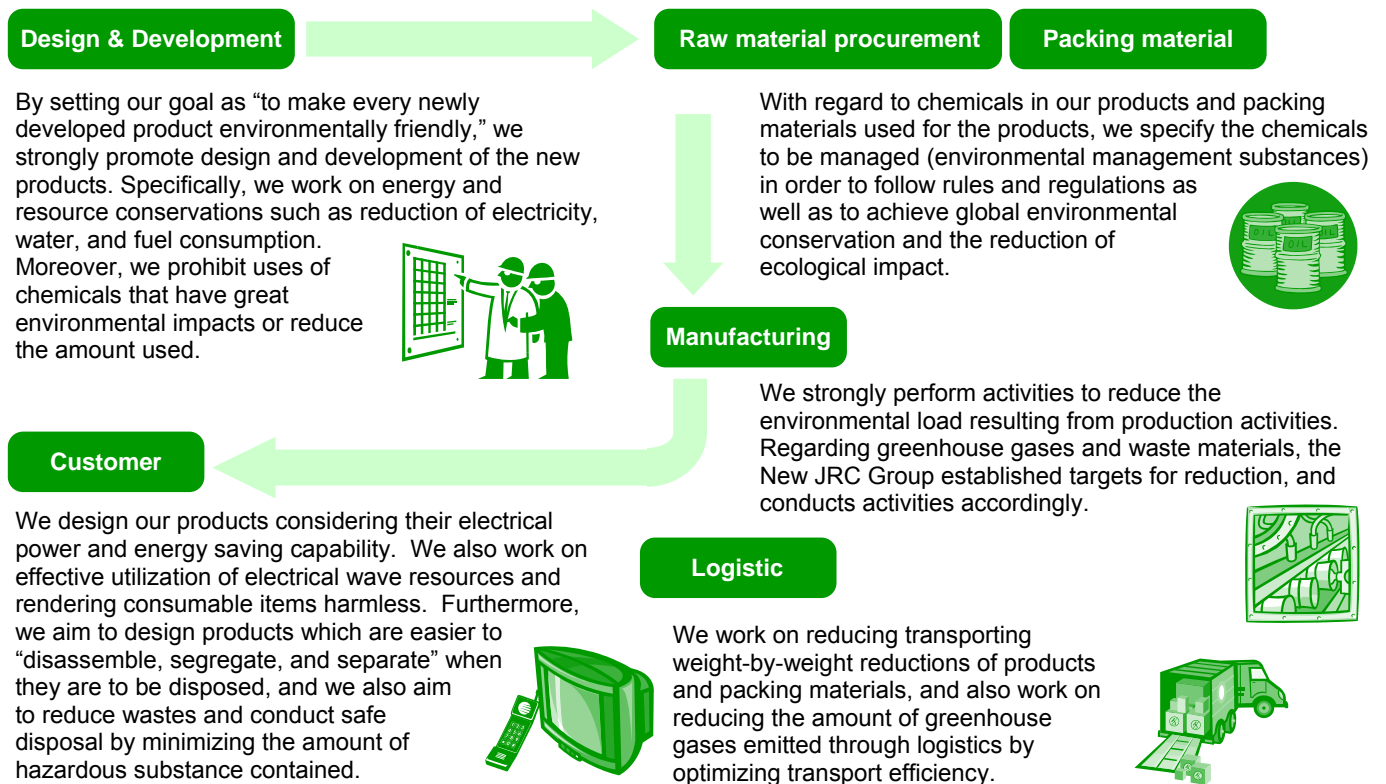 Design & Development
By setting our goal as “to make every newly
developed product environmentally friendly,” we
strongly promote design and development of the new
products. Specifically, we work on energy and
resource conservations such as reduction of electricity,
water, and fuel consumption.
Moreover, we prohibit uses of
chemicals that have great
environmental impacts or reduce
the amount used.
Raw material procurement
Packing material
With regard to chemicals in our products and packing
materials used for the products, we specify the chemicals
to be managed (environmental management substances)
in order to follow rules and regulations as
well as to achieve global environmental
conservation and the reduction of
ecological impact.
OIL
OIL
OIL
Manufacturing
We strongly perform activities to reduce the
environmental load resulting from production activities.
Regarding greenhouse gases and waste materials, the
New JRC Group established targets for reduction, and
conducts activities accordingly.
Logistic
We work on reducing transporting
weight-by-weight reductions of products
and packing materials, and also work on
reducing the amount of greenhouse
gases emitted through logistics by
optimizing transport efficiency.
Customer
We design our products considering their electrical
power and energy saving capability.  We also work on
effective utilization of electrical wave resources and
rendering consumable items harmless.  Furthermore,
we aim to design products which are easier to
“disassemble, segregate, and separate” when
they are to be disposed, and we also aim
to reduce wastes and conduct safe
disposal by minimizing the amount of
hazardous substance contained.